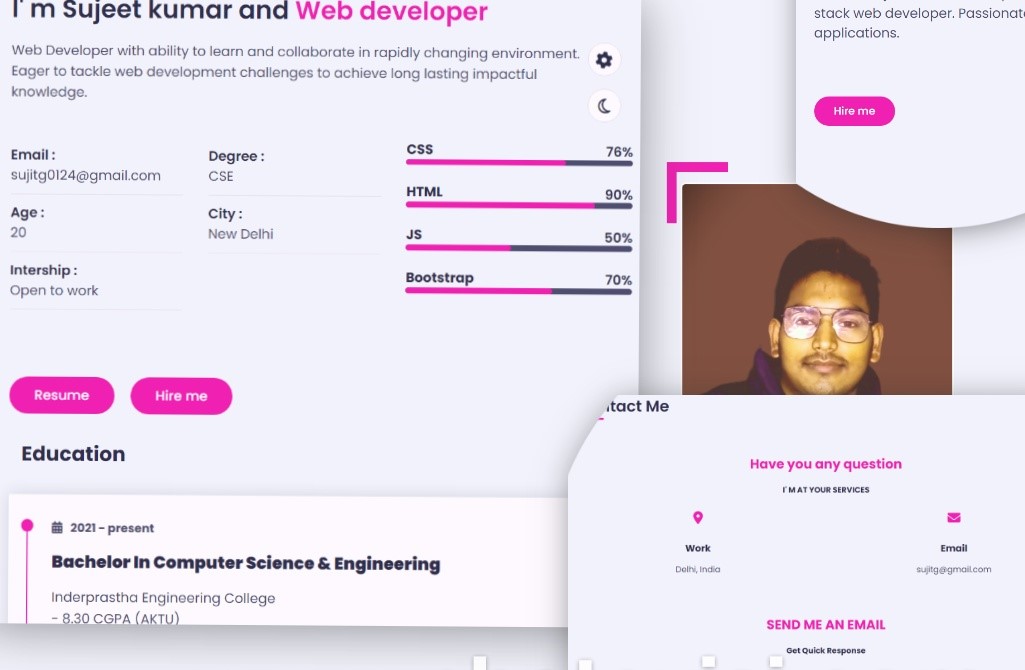 I' m Sujeet kumar and Web developer
Web Developer with ability to learn and collaborate in rapidly changing environment.
Eager to tackle web development challenges to achieve long lasting impactful
knowledge.
Email :
sujitg0124@gmail.com
Degree :
CSE
Age :
20
City :
New Delhi
Intership :
Open to work
CSS
76%
HTML
90%
JS
50%
Bootstrap
70%
Resume
Hire me
Education
2021 - present
Bachelor In Computer Science & Engineering
Inderprastha Engineering College
- 8.30 CGPA (AKTU)
stack web developer. Passionate
applications.
Hire me
ntact Me
Have you any question
I' M AT YOUR SERVICES
Work
Delhi, India
Email
sujitg@gmail.com
SEND ME AN EMAIL
Get Quick Response